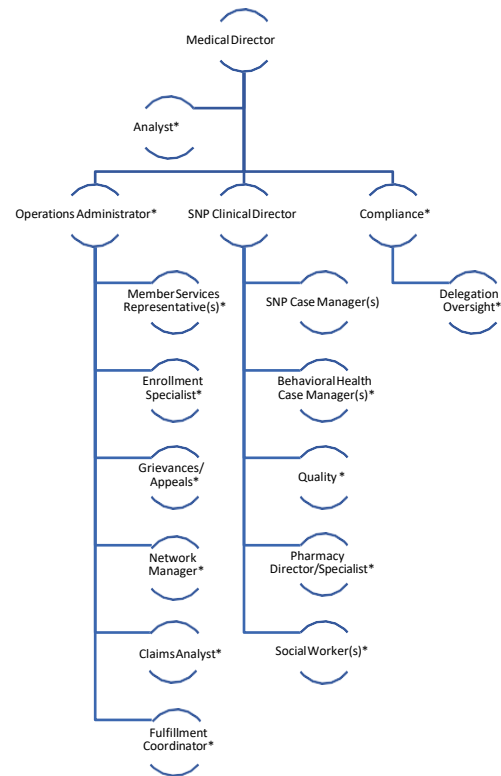 Medical Director
Analyst*
Operations Administrator*
SNP Clinical Director
Compliance*
Member Services
Representative(s)*
SNP Case Manager(s)
Delegation
Oversight*
Enrollment
Specialist*
Behavioral Health
Case Manager(s)*
Grievances/
Appeals*
Quality*
Network
Manager*
Pharmacy
Director/Specialist*
Claims Analyst*
Social Worker(s)*
Fulfillment
Coordinator*